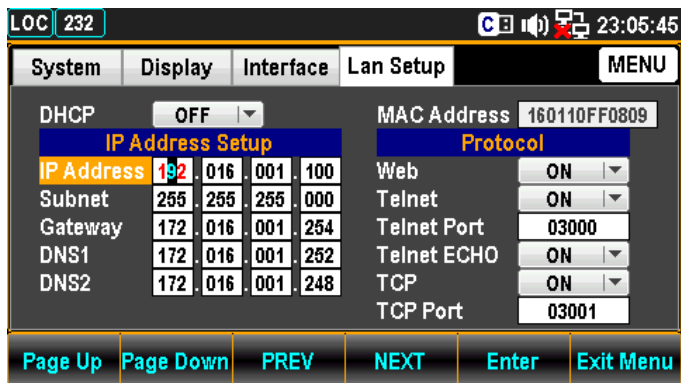 LOC 232 C 23:05:45
System Display Interface Lan Setup MENU
DHCP OFF MAC Address 160110FF0809
IP Address Setup Protocol
IP Address 192 . 016 . 001 . 100 Web ON
Subnet 255 . 255 . 255 . 000 Telnet ON
Gateway 172 . 016 . 001 . 254 Telnet Port 03000
DNS1 172 . 016 . 001 . 252 Telnet ECHO ON
DNS2 172 . 016 . 001 . 248 TCP ON
TCP Port 03001
Page Up Page Down PREV NEXT Enter Exit Menu